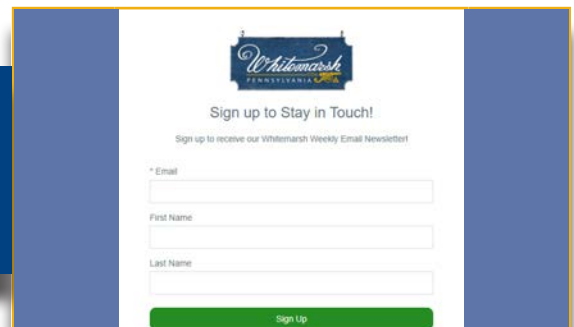 Whitemarsh
PENNSYLVANIA
Sign up to Stay in Touch!
Sign up to receive our Whitemarsh Weekly Email Newsletter!
* Email
First Name
Last Name
Sign Up